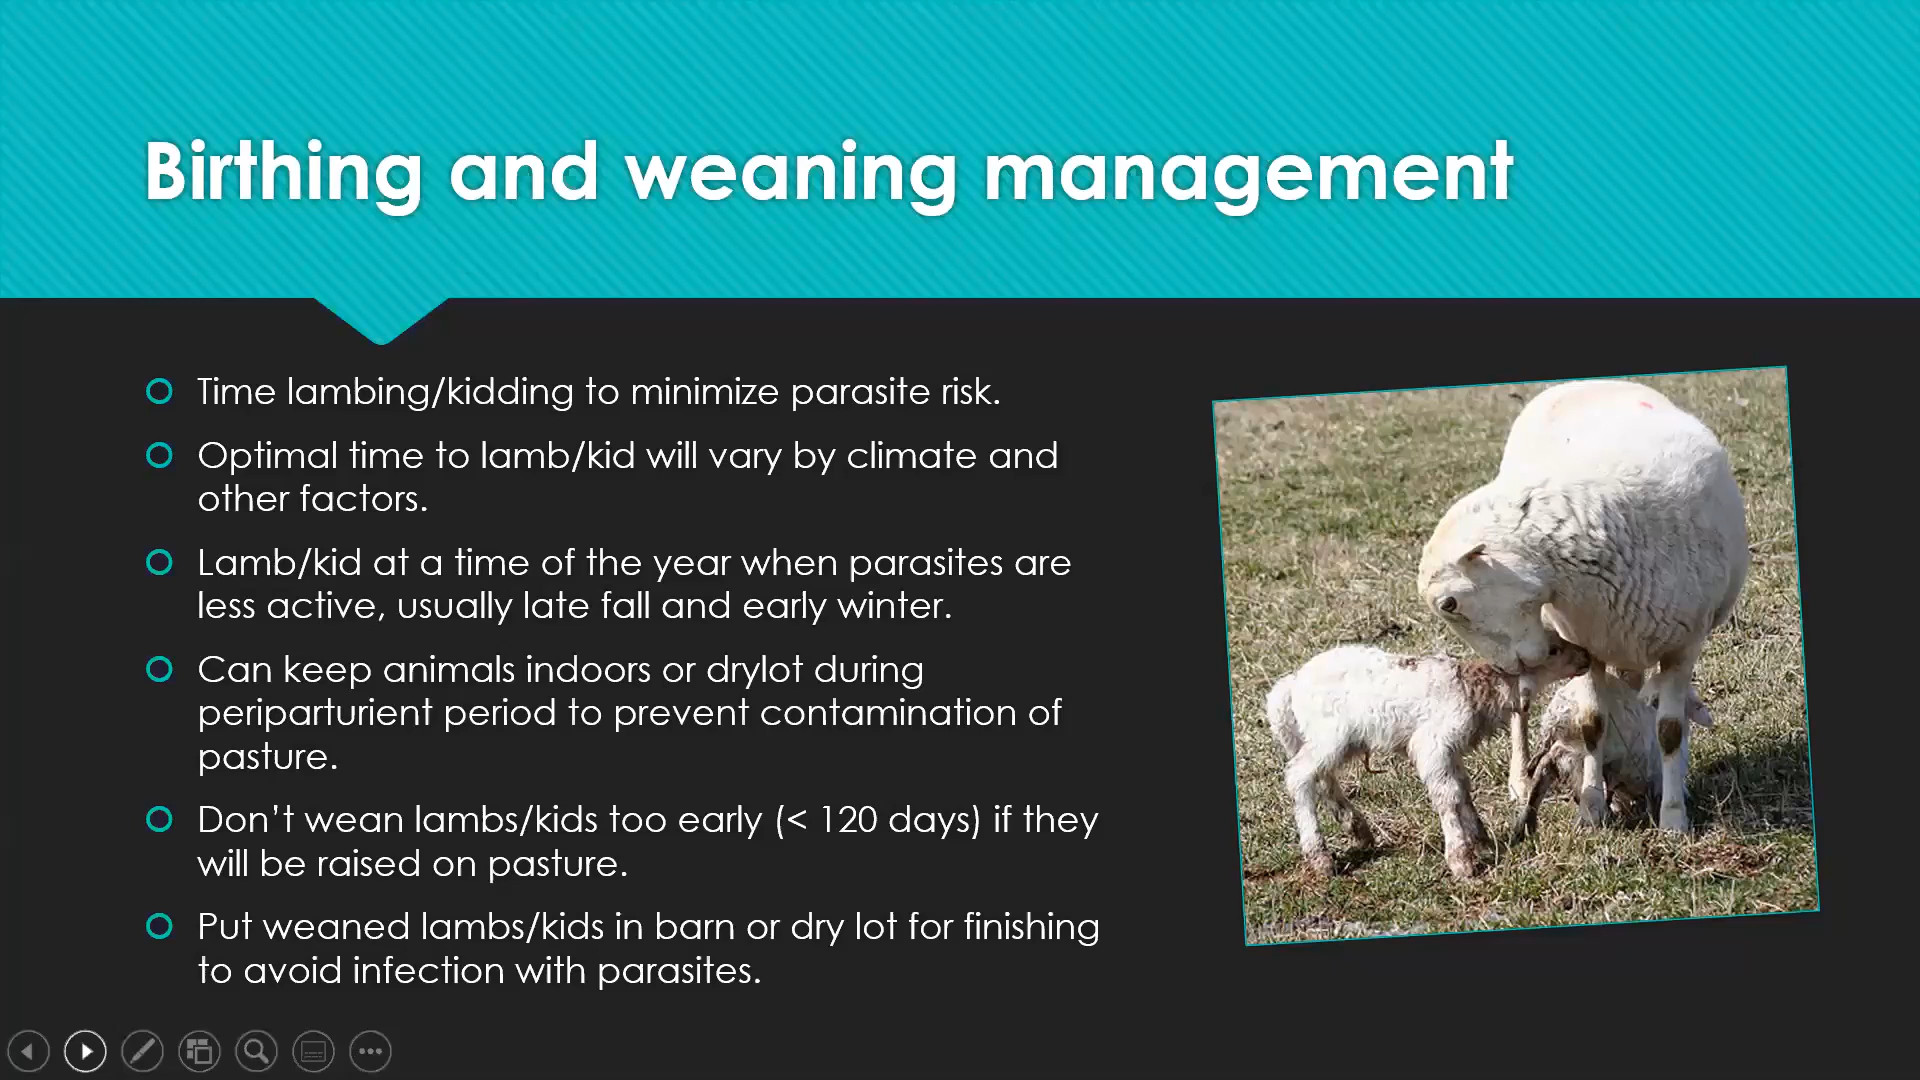 Birthing and weaning management
Time lambing/kidding to minimize parasite risk.
Optimal time to lamb/kid will vary by climate and
other factors.
Lamb/kid at a time of the year when parasites are
less active, usually late fall and early winter.
Can keep animals indoors or drylot during
periparturient period to prevent contamination of
pasture.
Don’t wean lambs/kids too early (< 120 days) if they
will be raised on pasture.
Put weaned lambs/kids in barn or dry lot for finishing
to avoid infection with parasites.